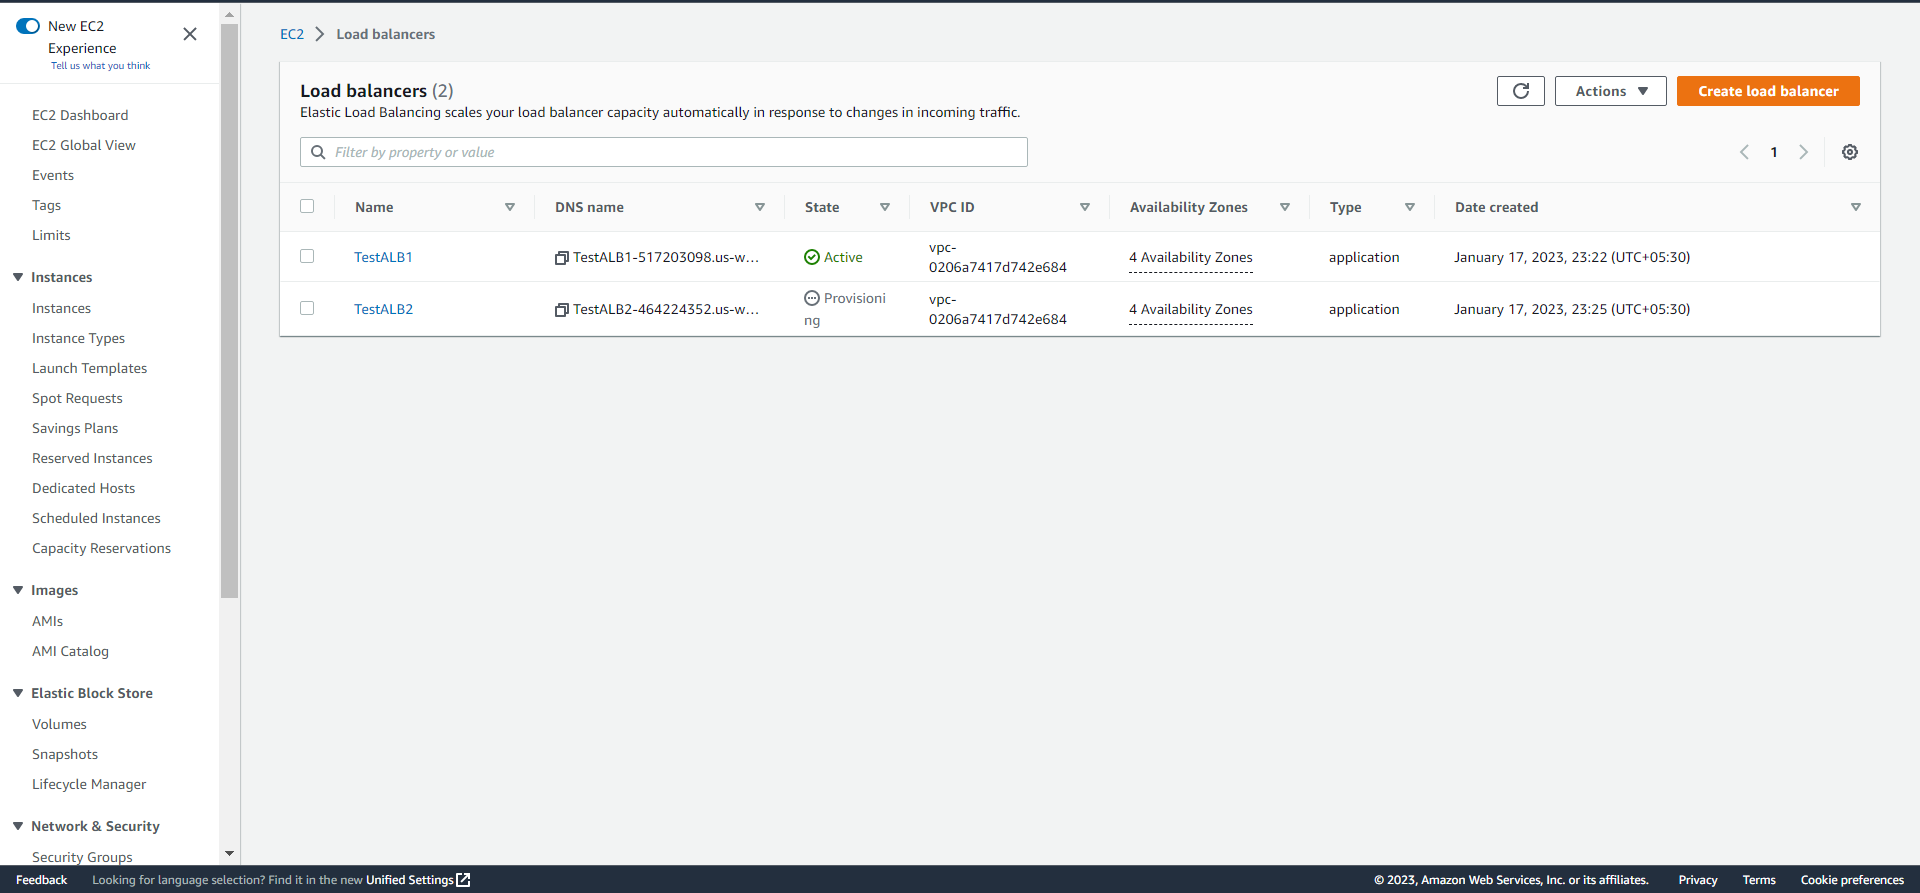 New EC2
Experience
Tell us what you think
EC2 Dashboard
EC2 Global View
Events
Tags
Limits
Instances
Instances
Instance Types
Launch Templates
Spot Requests
Savings Plans
Reserved Instances
Dedicated Hosts
Scheduled Instances
Capacity Reservations
Images
AMIs
AMI Catalog
Elastic Block Store
Volumes
Snapshots
Lifecycle Manager
Network & Security
Security Groups
EC2 Load balancers
Load balancers (2)
Elastic Load Balancing scales your load balancer capacity automatically in response to changes in incoming traffic.
Actions
Create load balancer
Filter by property or value
1
Name DNS name State VPC ID Availability Zones Type Date created
TestALB1 TestALB1-517203098.us-w... Active vpc-
0206a7417d742e684 4 Availability Zones application January 17, 2023, 23:22 (UTC+05:30)
TestALB2 TestALB2-464224352.us-w... Provisioni
ng vpc-
0206a7417d742e684 4 Availability Zones application January 17, 2023, 23:25 (UTC+05:30)
Feedback Looking for language selection? Find it in the new Unified Settings © 2023, Amazon Web Services, Inc. or its affiliates. Privacy Terms Cookie preferences